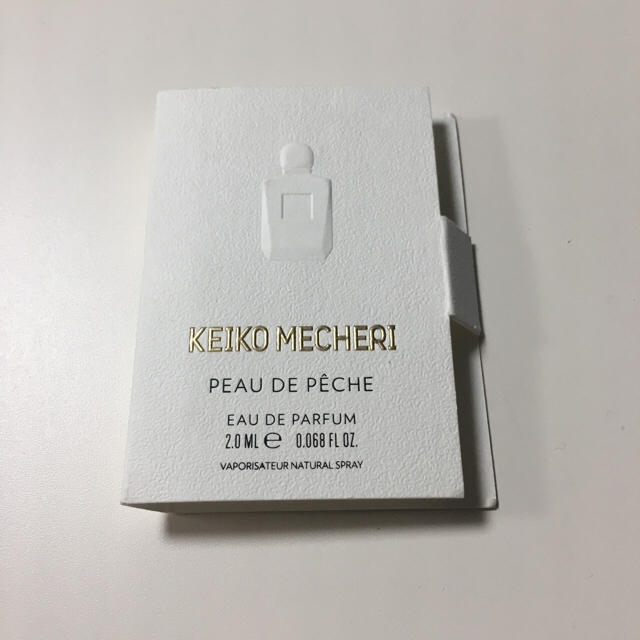 KEIKO MECHERI
PEAU DE PÊCHE
EAU DE PARFUM
2.0 ML ℮ 0.068 FL OZ.
VAPORISATEUR NATURAL SPRAY